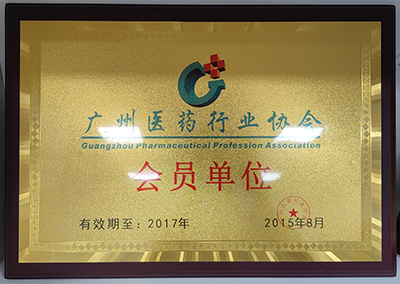 广州医药行业协会
Guangzhou Pharmaceutical Profession Association
会员单位
有效期至：2017年
2015年8月